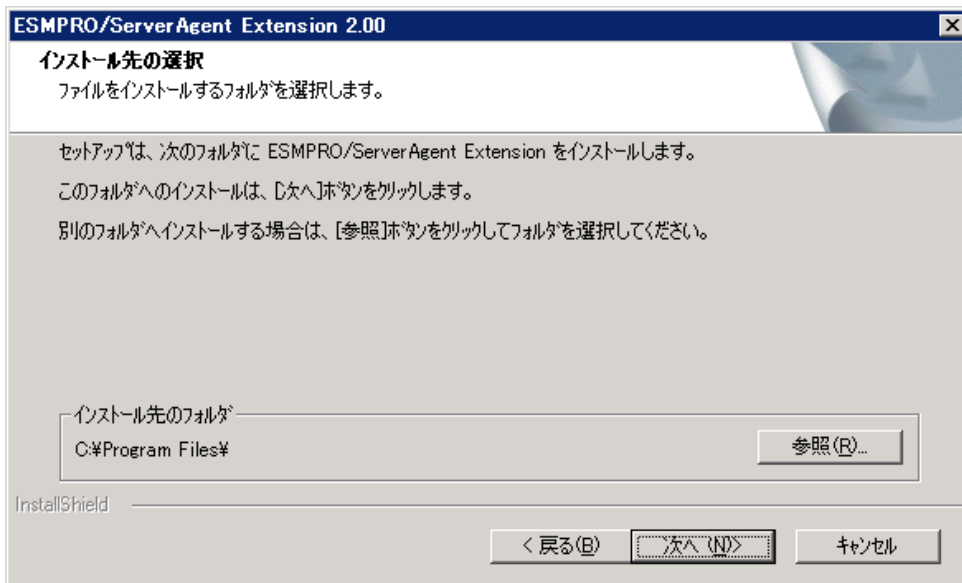 ESMPRO/ServerAgent Extension 2.00
インストール先の選択
ファイルをインストールするフォルダを選択します。
セットアップは、次のフォルダに ESMPRO/ServerAgent Extension をインストールします。
このフォルダへのインストールは、[次へ]ボタンをクリックします。
別のフォルダへインストールする場合は、[参照]ボタンをクリックしてフォルダを選択してください。
インストール先のフォルダ
C:¥Program Files¥
参照(R)...
InstallShield
< 戻る(B)
次へ (N)>
キャンセル